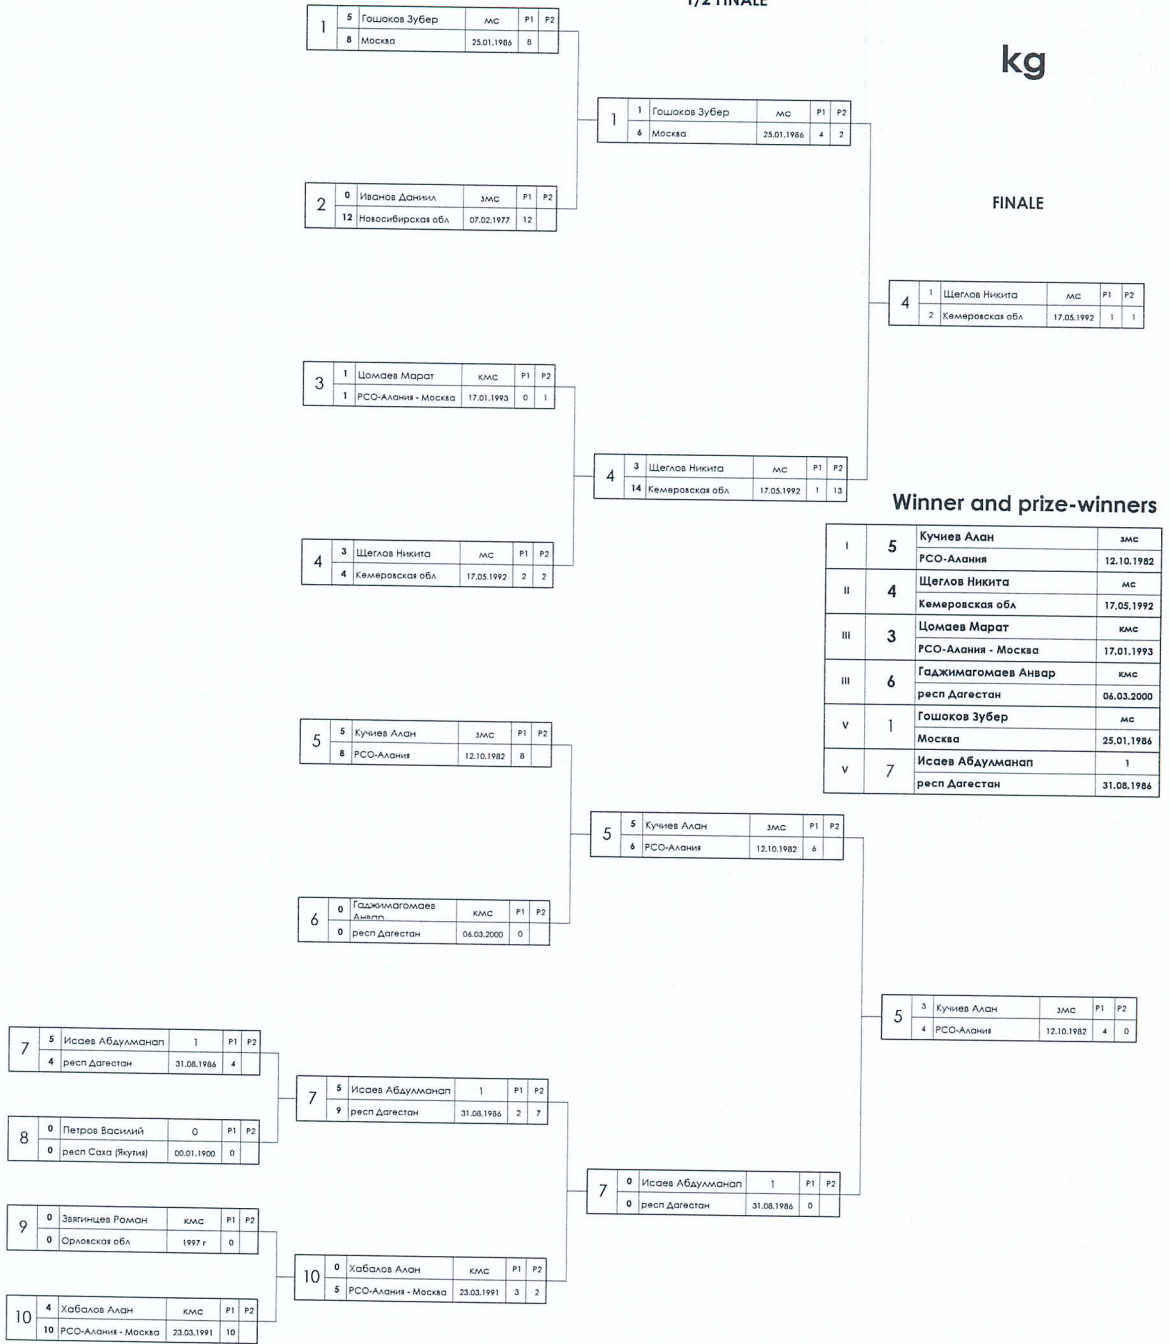 1/2 FINALE
kg
FINALE
1 5 Гошоков Зубер мс P1 P2
8 Москва 25.01.1986 8
1 1 Гошоков Зубер мс P1 P2
6 Москва 25.01.1986 4 2
2 0 Иванов Даниил змс P1 P2
12 Новосибирская обл 07.02.1977 12
4 1 Щеглов Никита мс P1 P2
2 Кемеровская обл 17.05.1992 1 1
3 1 Цомаев Марат кмс P1 P2
1 РСО-Алания - Москва 17.01.1993 0 1
4 3 Щеглов Никита мс P1 P2
14 Кемеровская обл 17.05.1992 1 13
4 3 Щеглов Никита мс P1 P2
4 Кемеровская обл 17.05.1992 2 2
Winner and prize-winners
I 5 Кучиев Алан змс
РСО-Алания 12.10.1982
II 4 Щеглов Никита мс
Кемеровская обл 17.05.1992
III 3 Цомаев Марат кмс
РСО-Алания - Москва 17.01.1993
III 6 Гаджимагомаев Анвар кмс
респ Дагестан 06.03.2000
V 1 Гошоков Зубер мс
Москва 25.01.1986
V 7 Исаев Абдулманап 1
респ Дагестан 31.08.1986
5 5 Кучиев Алан змс P1 P2
8 РСО-Алания 12.10.1982 8
5 5 Кучиев Алан змс P1 P2
6 РСО-Алания 12.10.1982 6
6 0 Гаджимагомаев Анвар кмс P1 P2
0 респ Дагестан 06.03.2000 0
5 3 Кучиев Алан змс P1 P2
4 РСО-Алания 12.10.1982 4 0
7 5 Исаев Абдулманап 1 P1 P2
4 респ Дагестан 31.08.1986 4
7 5 Исаев Абдулманап 1 P1 P2
9 респ Дагестан 31.08.1986 2 7
8 0 Петров Василий 0 P1 P2
0 респ Саха (Якутия) 00.01.1900 0
7 0 Исаев Абдулманап 1 P1 P2
0 респ Дагестан 31.08.1986 0
9 0 Звягинцев Роман кмс P1 P2
0 Орловская обл 1997 г 0
10 0 Хабалов Алан кмс P1 P2
5 РСО-Алания - Москва 23.03.1991 3 2
10 4 Хабалов Алан кмс P1 P2
10 РСО-Алания - Москва 23.03.1991 10